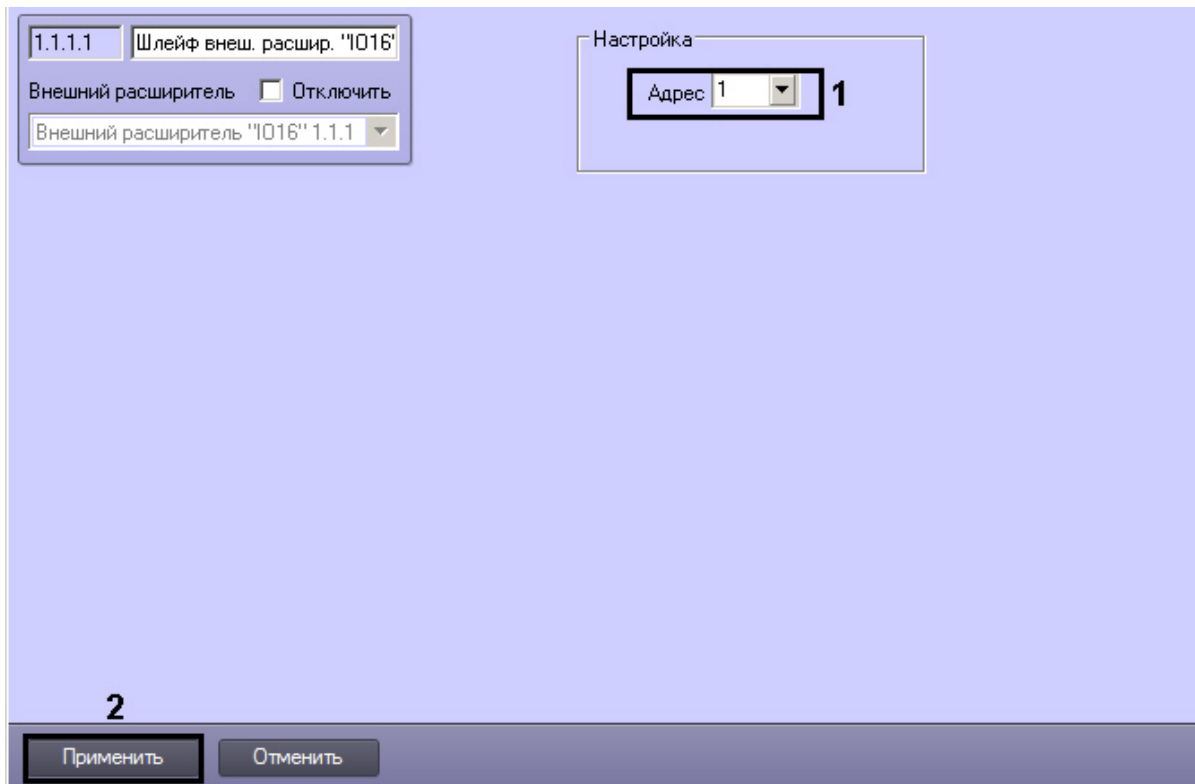 1.1.1.1 Шлейф внеш. расшир. "IO16'
Внешний расширитель Отключить
Внешний расширитель "IO16" 1.1.1
Настройка
Адрес 1 1
2
Применить Отменить